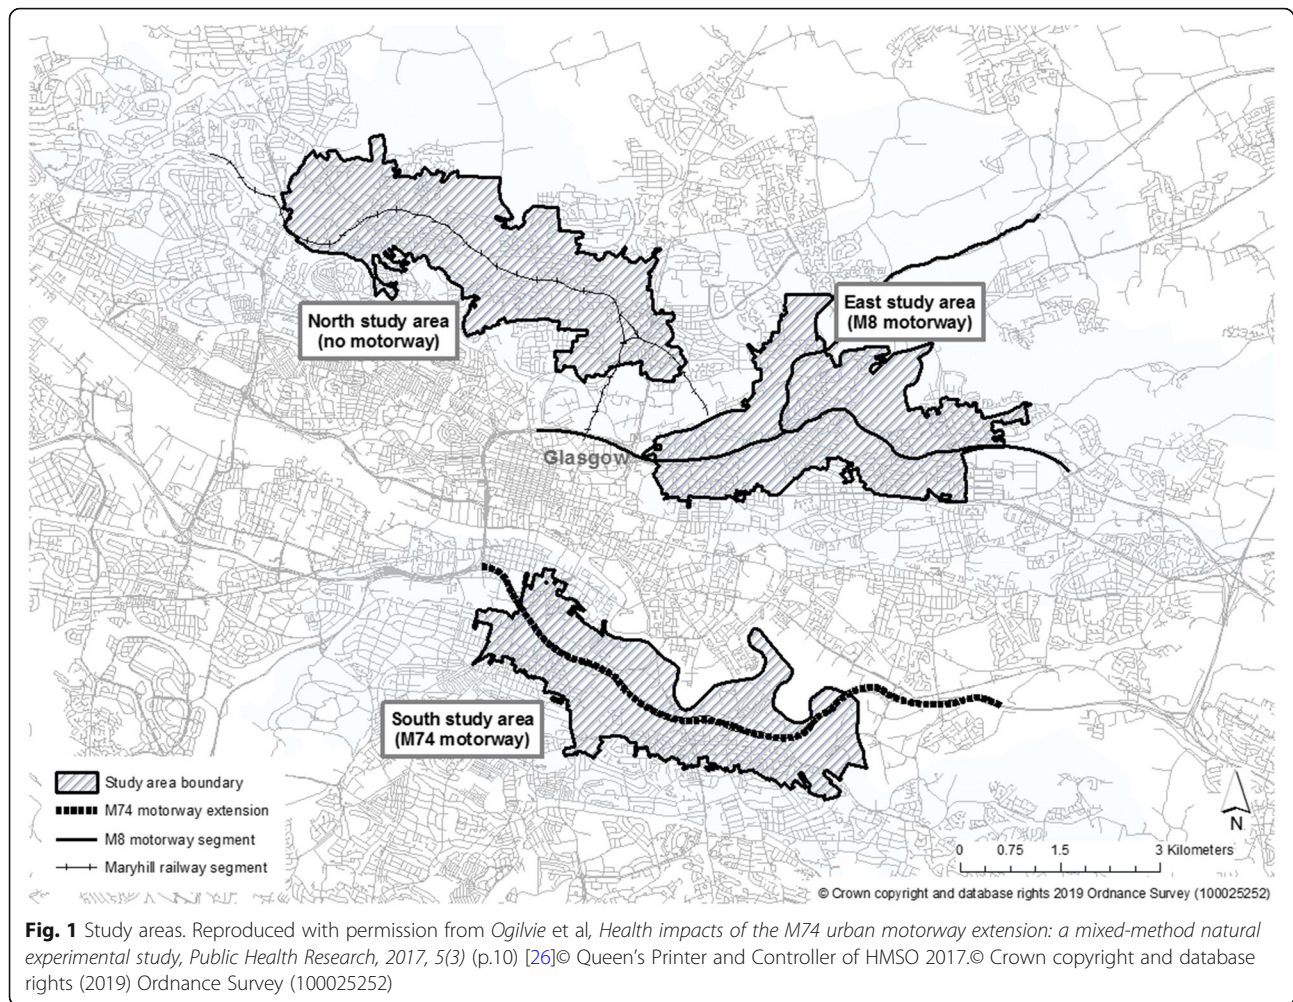 North study area
(no motorway)
East study area
(M8 motorway)
Glasgow
South study area
(M74 motorway)
Study area boundary
M74 motorway extension
M8 motorway segment
Maryhill railway segment
N
0 0.75 1.5 3 Kilometers
© Crown copyright and database rights 2019 Ordnance Survey (100025252)
Fig. 1 Study areas. Reproduced with permission from Ogilvie et al, Health impacts of the M74 urban motorway extension: a mixed-method natural
experimental study, Public Health Research, 2017, 5(3) (p.10) [26]© Queen's Printer and Controller of HMSO 2017.© Crown copyright and database
rights (2019) Ordnance Survey (100025252)